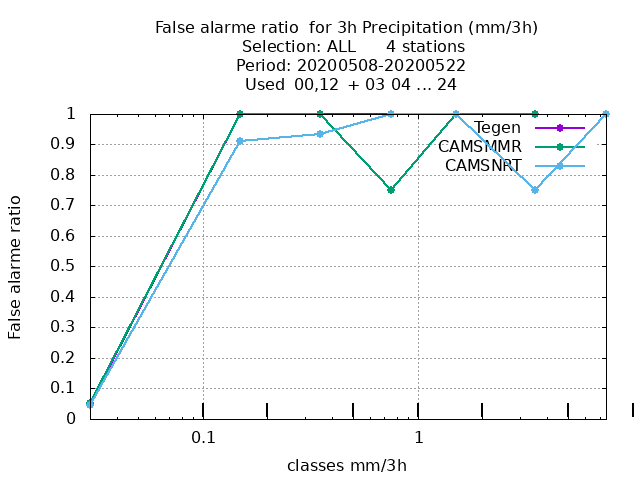 False alarme ratio  for 3h Precipitation (mm/3h)
Selection: ALL      4 stations
Period: 20200508-20200522
Used  00,12  + 03 04 ... 24
Tegen
CAMSMMR
CAMSNRT
1
0.9
0.8
0.7
0.6
0.5
0.4
0.3
0.2
0.1
0
False alarme ratio
0.1 1
classes mm/3h